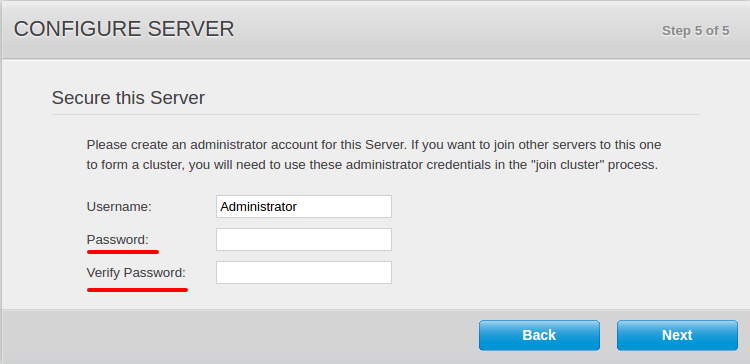 CONFIGURE SERVER
Step 5 of 5
Secure this Server
Please create an administrator account for this Server. If you want to join other servers to this one
to form a cluster, you will need to use these administrator credentials in the "join cluster" process.
Username: Administrator
Password:
Verify Password:
Back Next